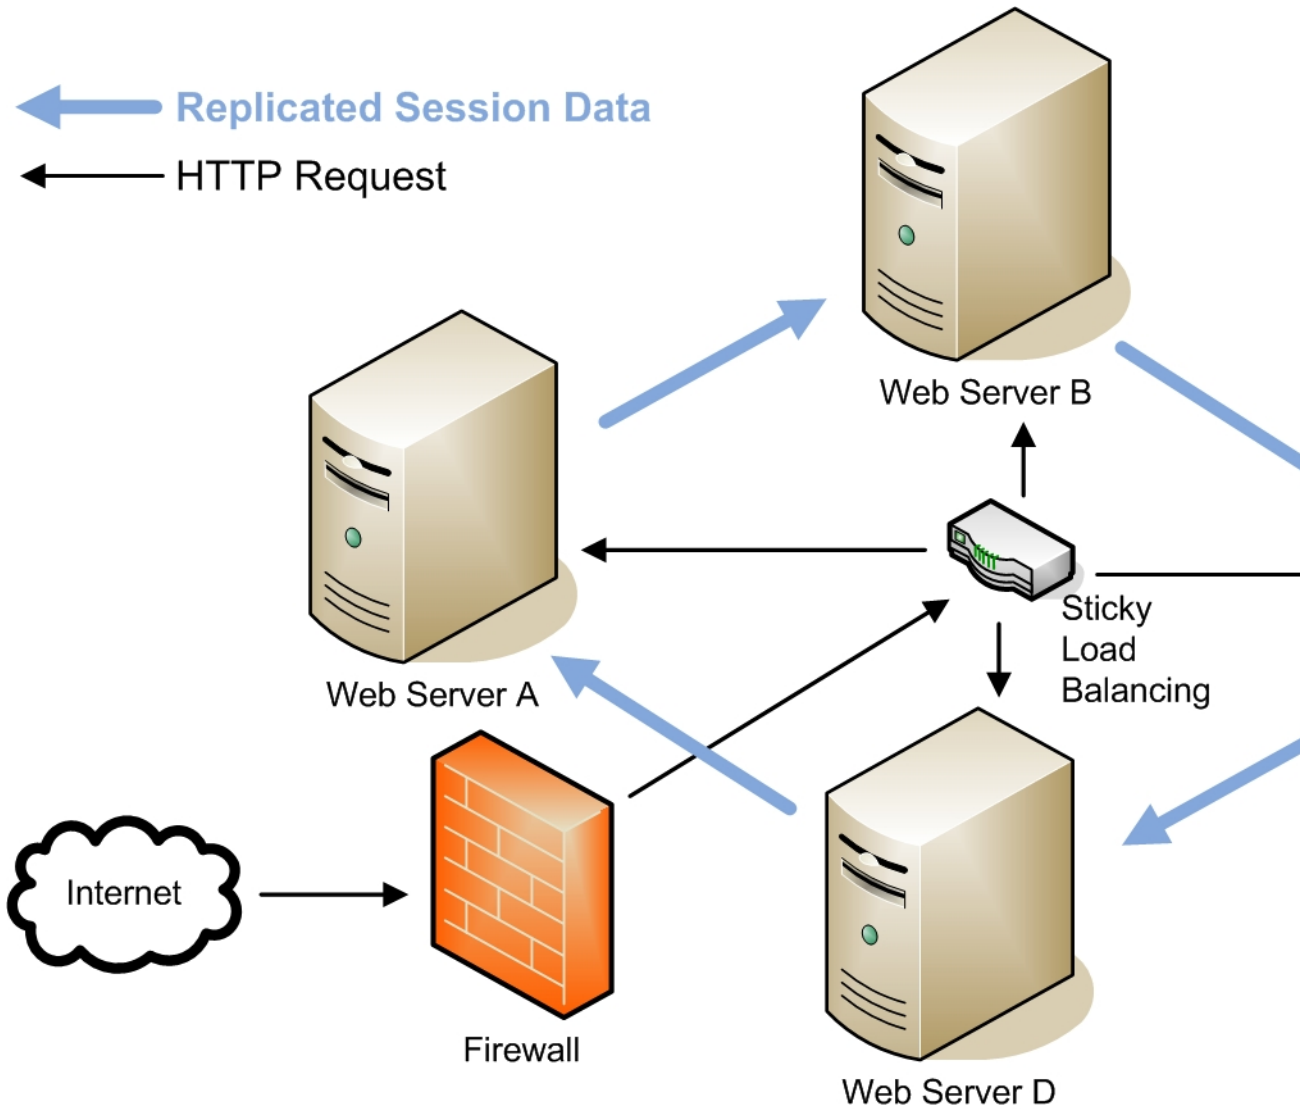 Replicated Session Data
HTTP Request
Web Server B
Sticky
Load
Balancing
Web Server A
Internet
Firewall
Web Server D